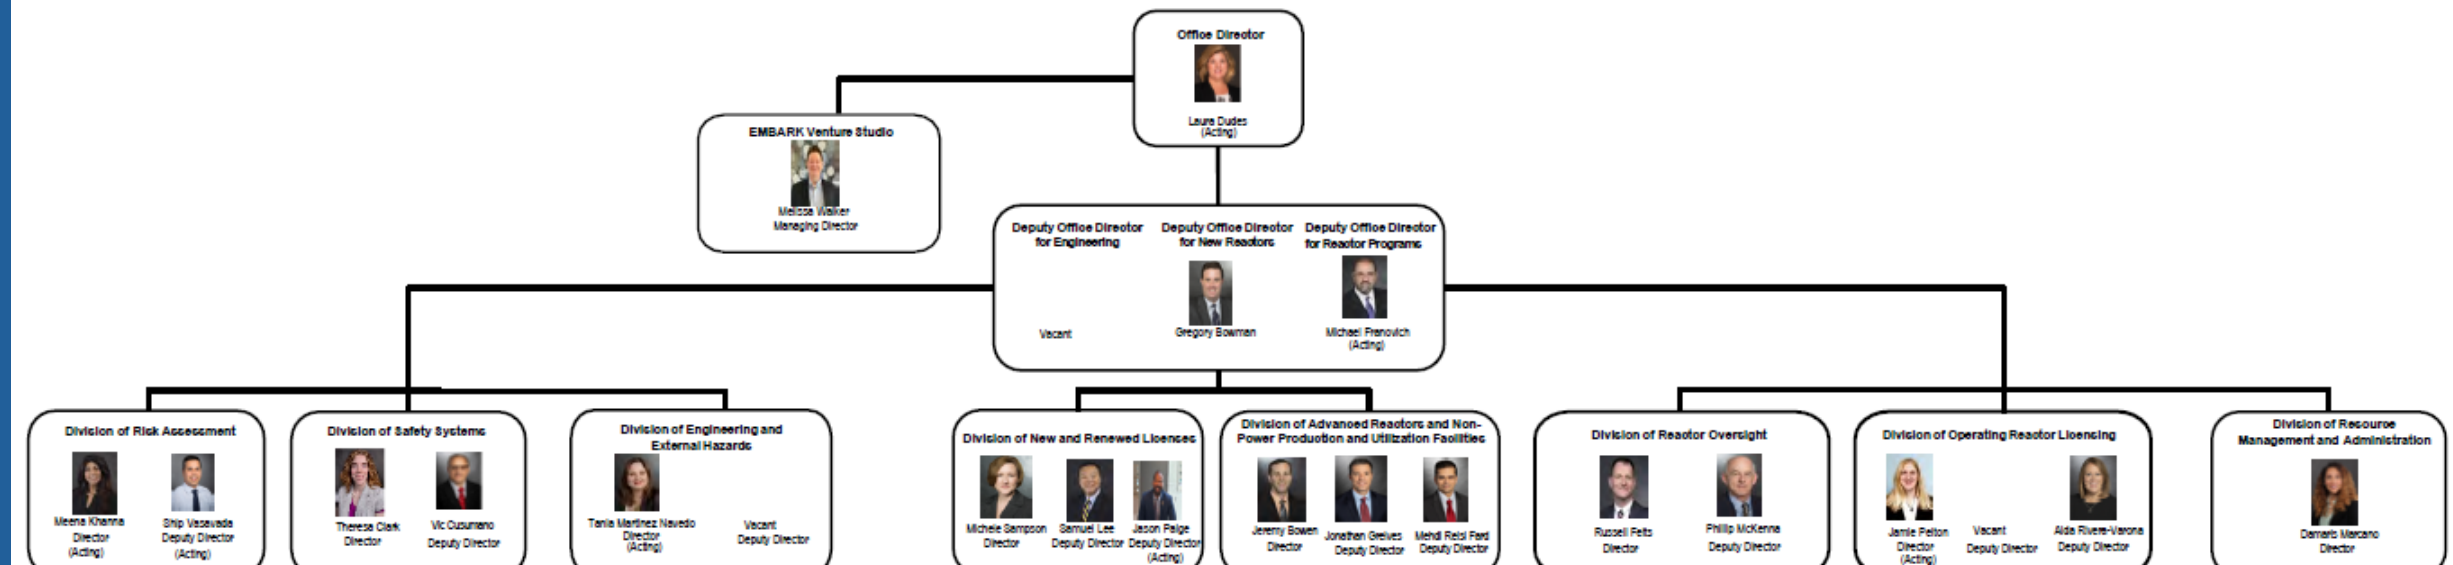 Office Director
Laura Dudes
(Acting)
EMBARK Venture Studio
Melissa Walker
Managing Director
Deputy Office Director
for Engineering
Vacant
Deputy Office Director
for New Reactors
Gregory Bowman
Deputy Office Director
for Reactor Programs
Michael Franovich
(Acting)
Division of Risk Assessment
Meena Khanna
Director
(Acting)
Ship Vasavada
Deputy Director
(Acting)
Division of Safety Systems
Theresa Clark
Director
Vic Cusumano
Deputy Director
Division of Engineering and
External Hazards
Tania Martinez Navedo
Director
(Acting)
Vacant
Deputy Director
Division of New and Renewed Licenses
Michele Sampson
Director
Samuel Lee
Deputy Director
Jason Paige
Deputy Director
(Acting)
Division of Advanced Reactors and Non-
Power Production and Utilization Facilities
Jeremy Bowen
Director
Jonathan Greives
Deputy Director
Mehdi Reisi Fard
Deputy Director
Division of Reactor Oversight
Russell Felts
Director
Phillip McKenna
Deputy Director
Division of Operating Reactor Licensing
Jamie Pelton
Director
(Acting)
Vacant
Deputy Director
Aida Rivera-Varona
Deputy Director
Division of Resource
Management and Administration
Damaris Marcano
Director